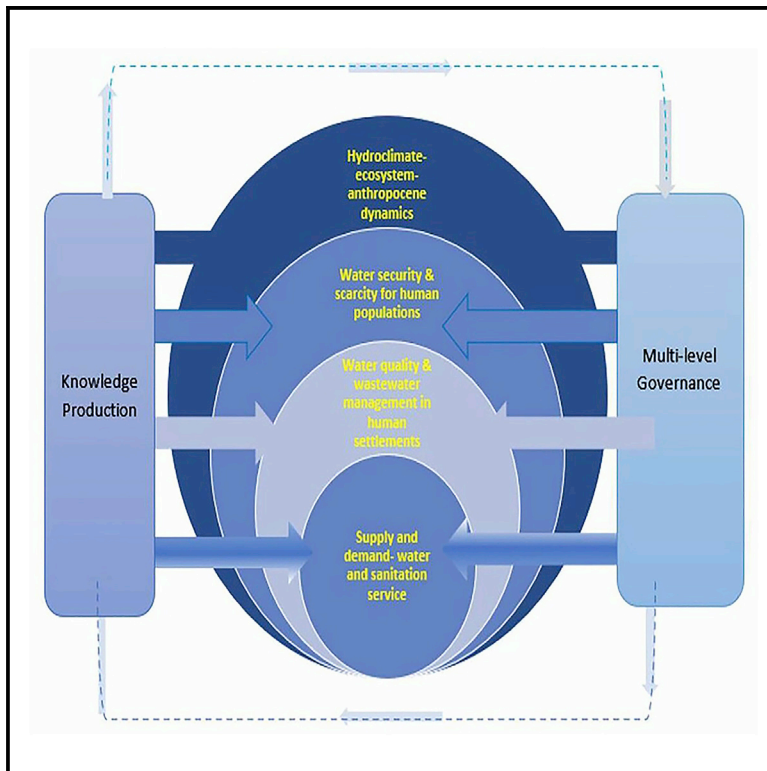 Hydroclimate-
ecosystem-
anthropocene
dynamics
Water security &
scarcity for human
populations
Water quality &
wastewater
management in
human
settlements
Supply and
demand- water
and sanitation
service
Knowledge
Production
Multi-level
Governance